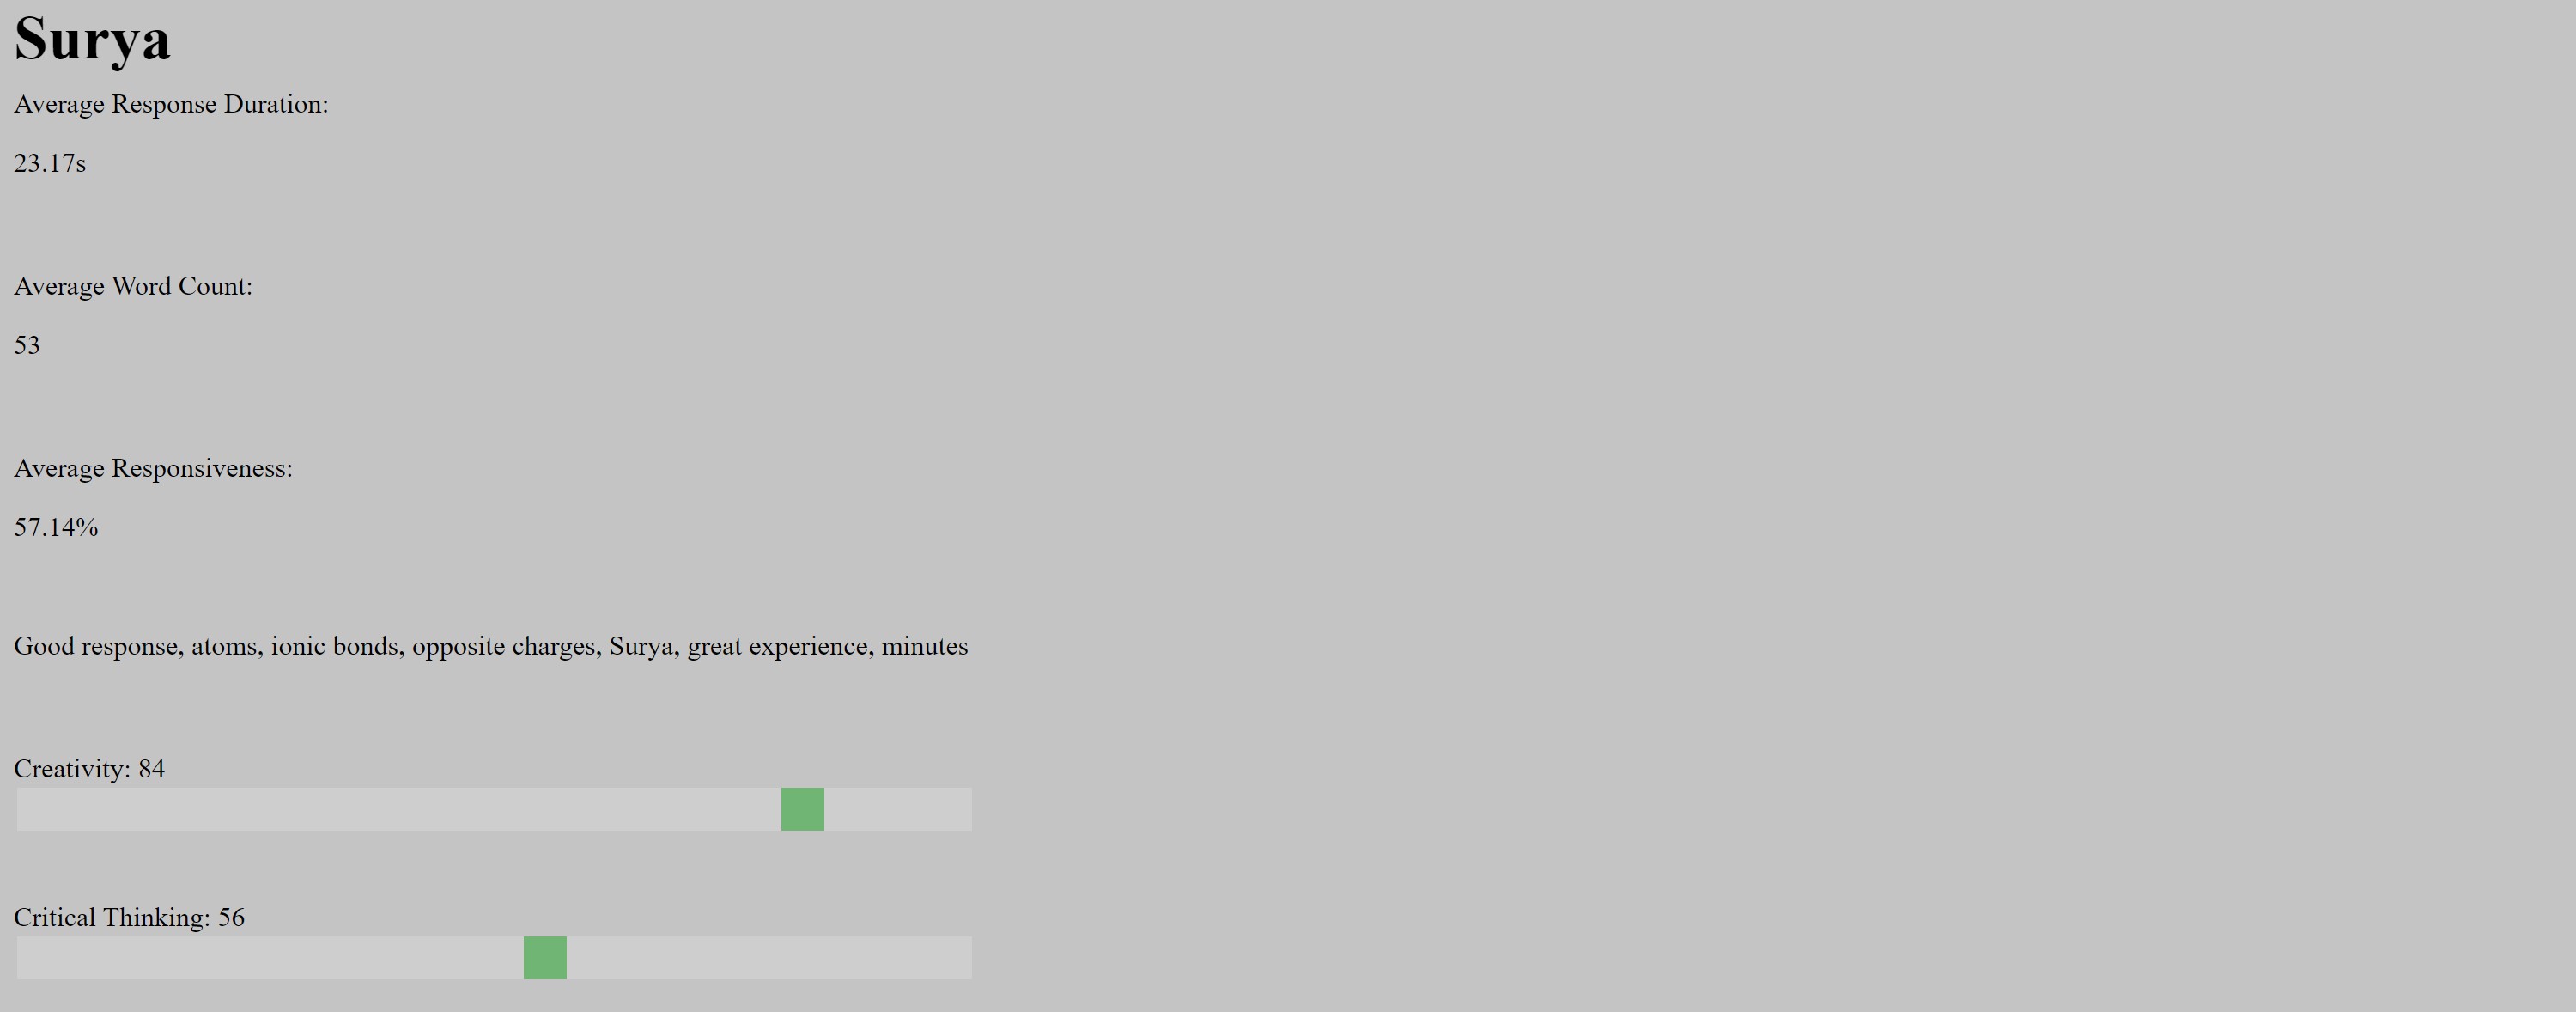 Surya
Average Response Duration:
23.17s
Average Word Count:
53
Average Responsiveness:
57.14%
Good response, atoms, ionic bonds, opposite charges, Surya, great experience, minutes
Creativity: 84
Critical Thinking: 56